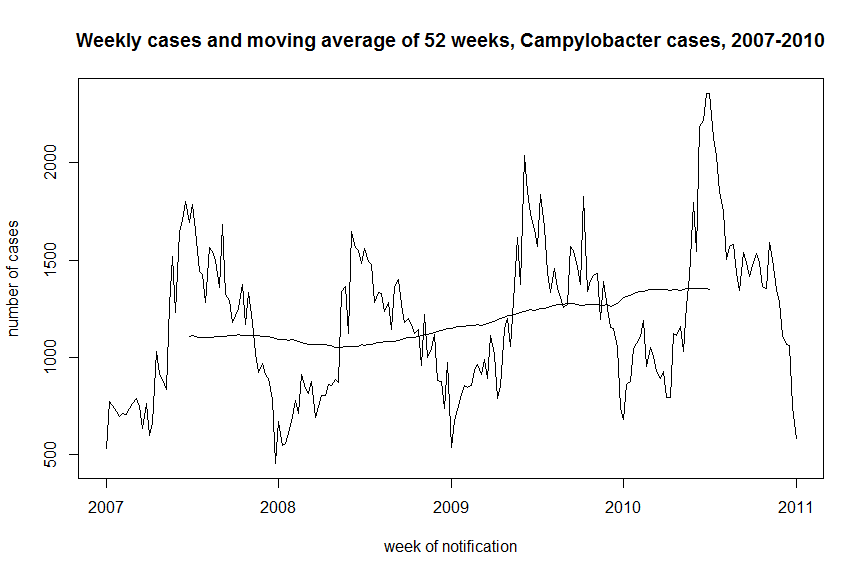 Weekly cases and moving average of 52 weeks, Campylobacter cases, 2007-2010
number of cases
2000
1500
1000
500
2007 2008 2009 2010 2011
week of notification